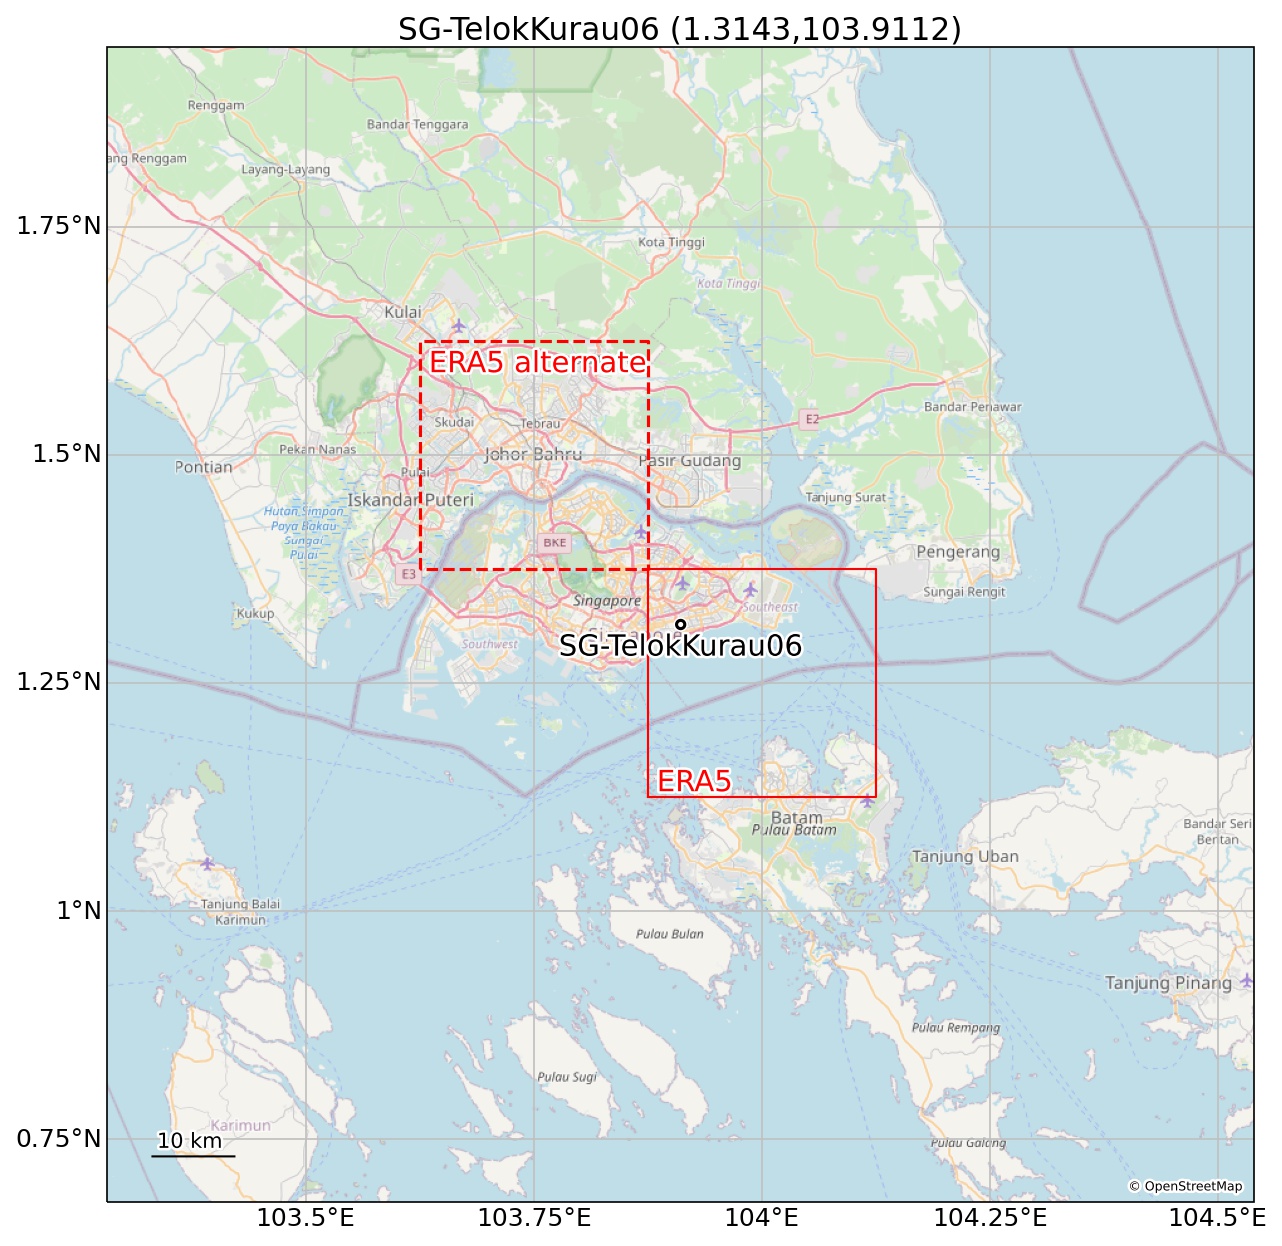 SG-TelokKurau06 (1.3143,103.9112)
Renggam
Bandar Tenggara
ang Renggam
Layang-Layang
1.75°N
Kota Tinggi
Kota Tinggi
Kulai
ERA5 alternate
Bandar Penawar
E2
Skudai
Tebrau
Pekan Nanas
1.5°N
Johor Bahru
Pasir Gudang
Pontian
Pulai
Iskandar Puteri
Tanjung Surat
Hutan Simpan
Paya Bakau
Sungai
Pulai
BKE
Pengerang
E3
Sungai Rengit
Singapore
Southeast
Kukup
SG-TelokKurau06
Southwest
1.25°N
ERA5
Batam
Pulau Batam
Bandar Seri
Bentan
Tanjung Uban
Tanjung Balai
Karimun
1°N
Pulau Bulan
Tanjung Pinang
Pulau Rempang
Pulau Sugi
Karimun
10 km
0.75°N
Pulau Galang
© OpenStreetMap
103.5°E
103.75°E
104°E
104.25°E
104.5°E